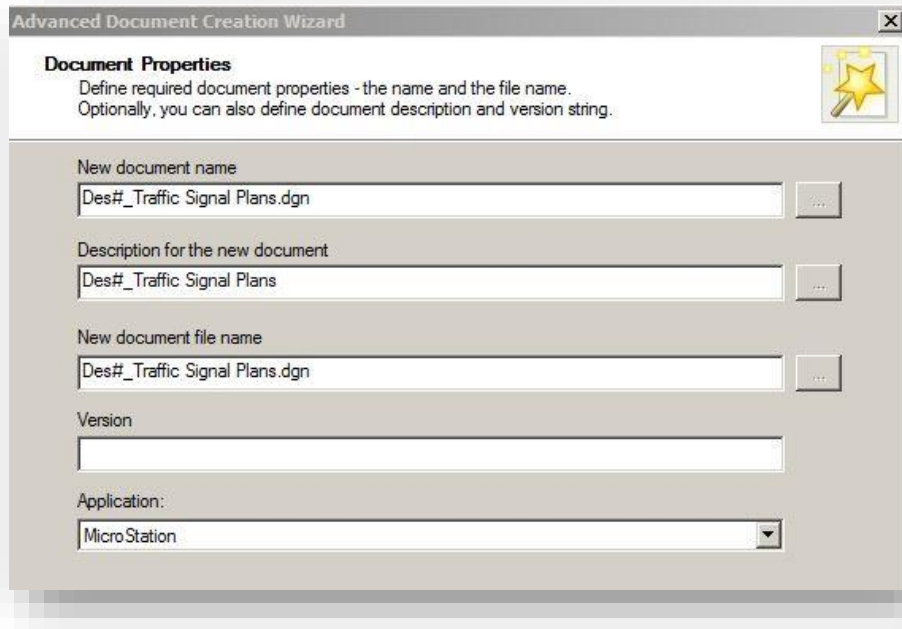 Advanced Document Creation Wizard
Document Properties
Define required document properties - the name and the file name.
Optionally, you can also define document description and version string.
New document name
Des#_Traffic Signal Plans.dgn
...
Description for the new document
Des#_Traffic Signal Plans
...
New document file name
Des#_Traffic Signal Plans.dgn
...
Version
Application:
MicroStation